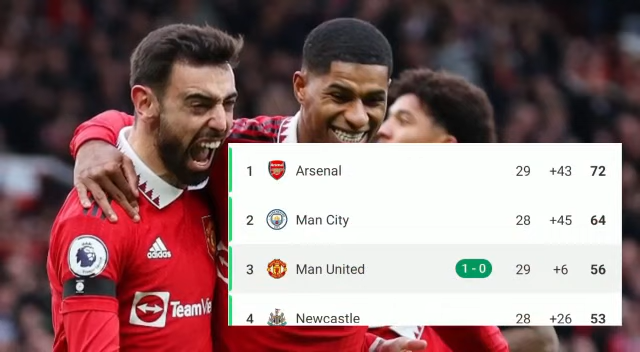 1 Arsenal 29 +43 72
2 Man City 28 +45 64
3 Man United 1 - 0 29 +6 56
4 Newcastle 28 +26 53
adidas
TeamV